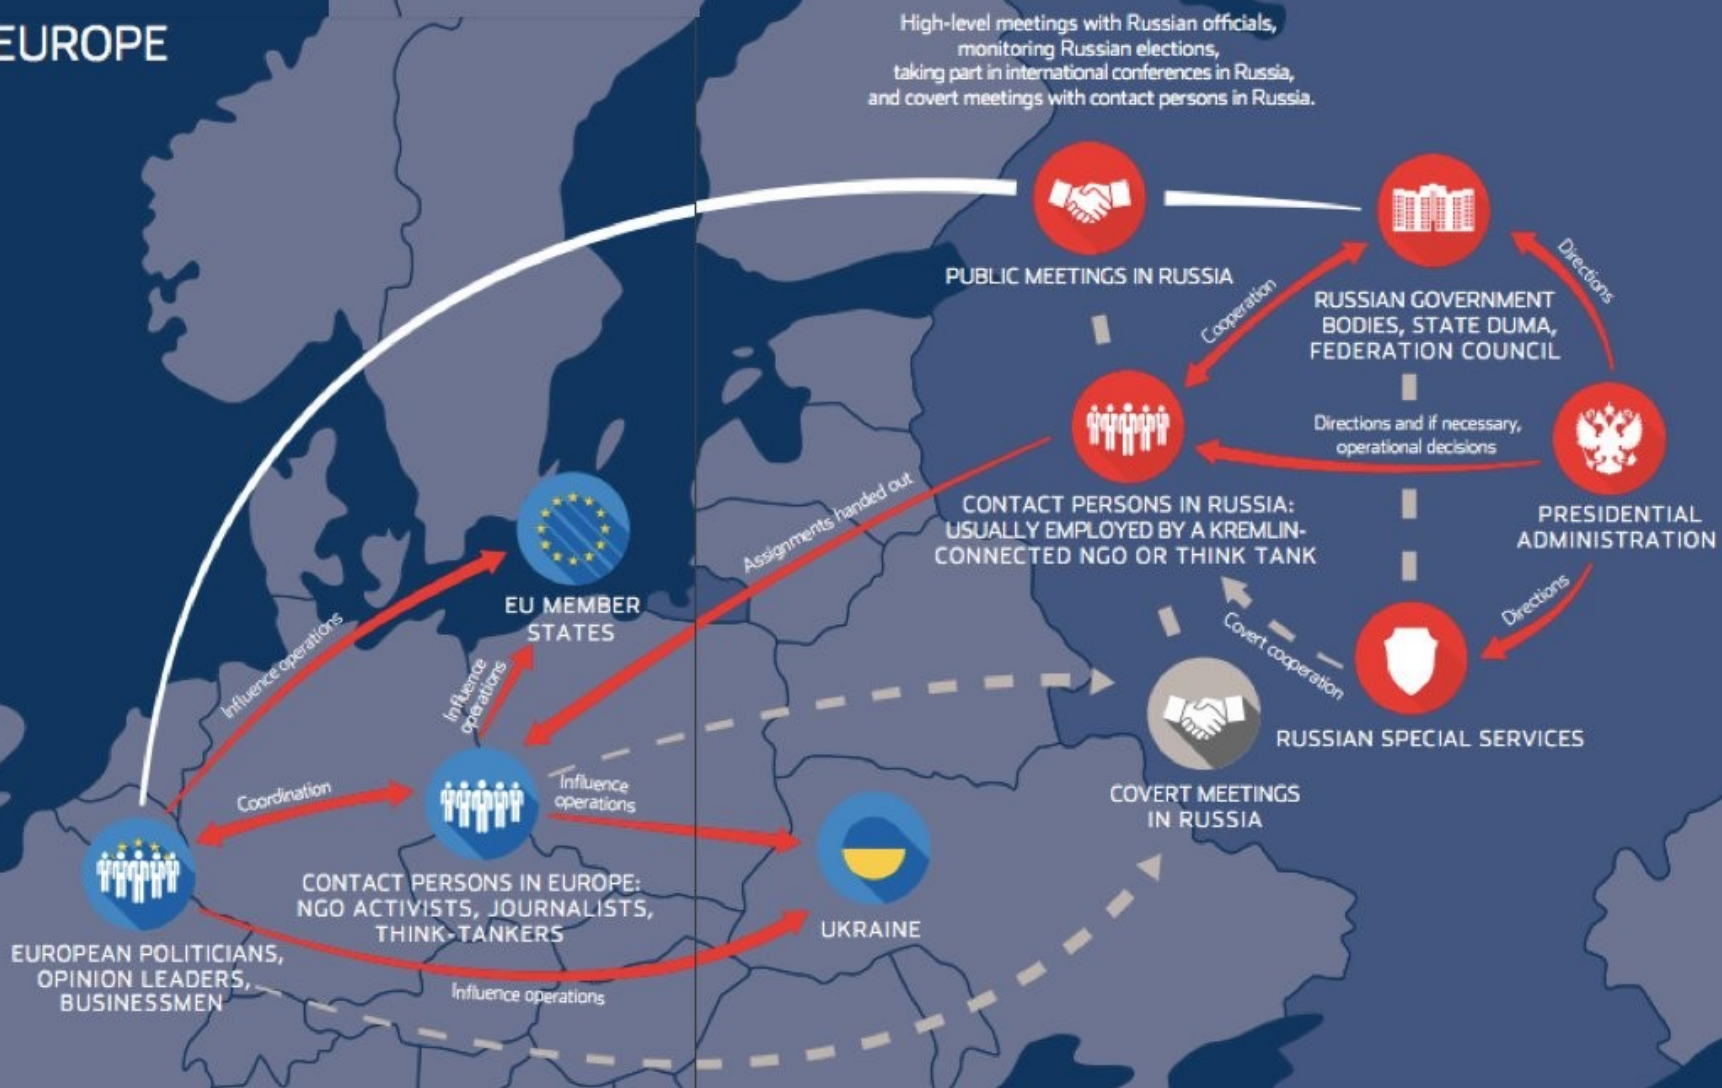 EUROPE
High-level meetings with Russian officials,
monitoring Russian elections,
taking part in international conferences in Russia,
and covert meetings with contact persons in Russia.
PUBLIC MEETINGS IN RUSSIA
Cooperation
Directions
RUSSIAN GOVERNMENT
BODIES, STATE DUMA,
FEDERATION COUNCIL
Directions and if necessary,
operational decisions
Assignments handed out
CONTACT PERSONS IN RUSSIA:
USUALLY EMPLOYED BY A KREMLIN-
CONNECTED NGO OR THINK TANK
PRESIDENTIAL
ADMINISTRATION
Directions
EU MEMBER
STATES
Influence operations
Influence
operations
Covert cooperation
RUSSIAN SPECIAL SERVICES
Coordination
Influence
operations
COVERT MEETINGS
IN RUSSIA
CONTACT PERSONS IN EUROPE:
NGO ACTIVISTS, JOURNALISTS,
THINK-TANKERS
UKRAINE
EUROPEAN POLITICIANS,
OPINION LEADERS,
BUSINESSMEN
Influence operations